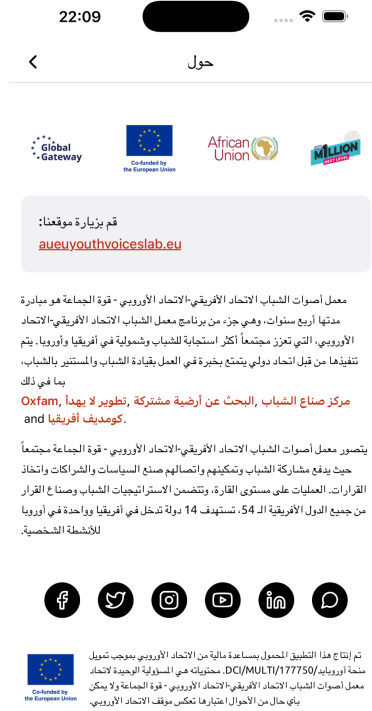 22:09
حول
Global
Gateway
Co-funded by
the European Union
African
Union
MILLION
NEXT LEVEL
قم بزيارة موقعنا:
aueuyouthvoiceslab.eu
معمل أصوات الشباب الاتحاد الأفريقي-الاتحاد الأوروبي - قوة الجماعة هو مبادرة
مدتها أربع سنوات، وهي جزء من برنامج معمل الشباب الاتحاد الأفريقي-الاتحاد
الأوروبي، التي تعزز مجتمعاً أكثر استجابة للشباب وشمولية في أفريقيا وأوروبا. يتم
تنفيذها من قبل اتحاد دولي يتمتع بخبرة في العمل بقيادة الشباب والمستنير بالشباب،
بما في ذلك
Oxfam, مركز صناع الشباب ,البحث عن أرضية مشتركة ,تطوير لا يهدأ
and كومديف أفريقيا.
يتصور معمل أصوات الشباب الاتحاد الأفريقي-الاتحاد الأوروبي - قوة الجماعة مجتمعاً
حيث يدفع مشاركة الشباب وتمكينهم واتصالهم صنع السياسات والشراكات واتخاذ
القرارات. العمليات على مستوى القارة، وتتضمن الاستراتيجيات الشباب وصناع القرار
من جميع الدول الأفريقية الـ 54، تستهدف 14 دولة تدخل في أفريقيا وواحدة في أوروبا
للأنشطة الشخصية.
تم إنتاج هذا التطبيق المحمول بمساعدة مالية من الاتحاد الأوروبي بموجب تمويل
منحة أوروبايد/DCI/MULTI/177750. محتوياته هي المسؤولية الوحيدة لاتحاد
معمل أصوات الشباب الاتحاد الأفريقي-الاتحاد الأوروبي - قوة الجماعة ولا يمكن
بأي حال من الأحوال اعتبارها تعكس موقف الاتحاد الأوروبي.
Co-funded by
the European Union